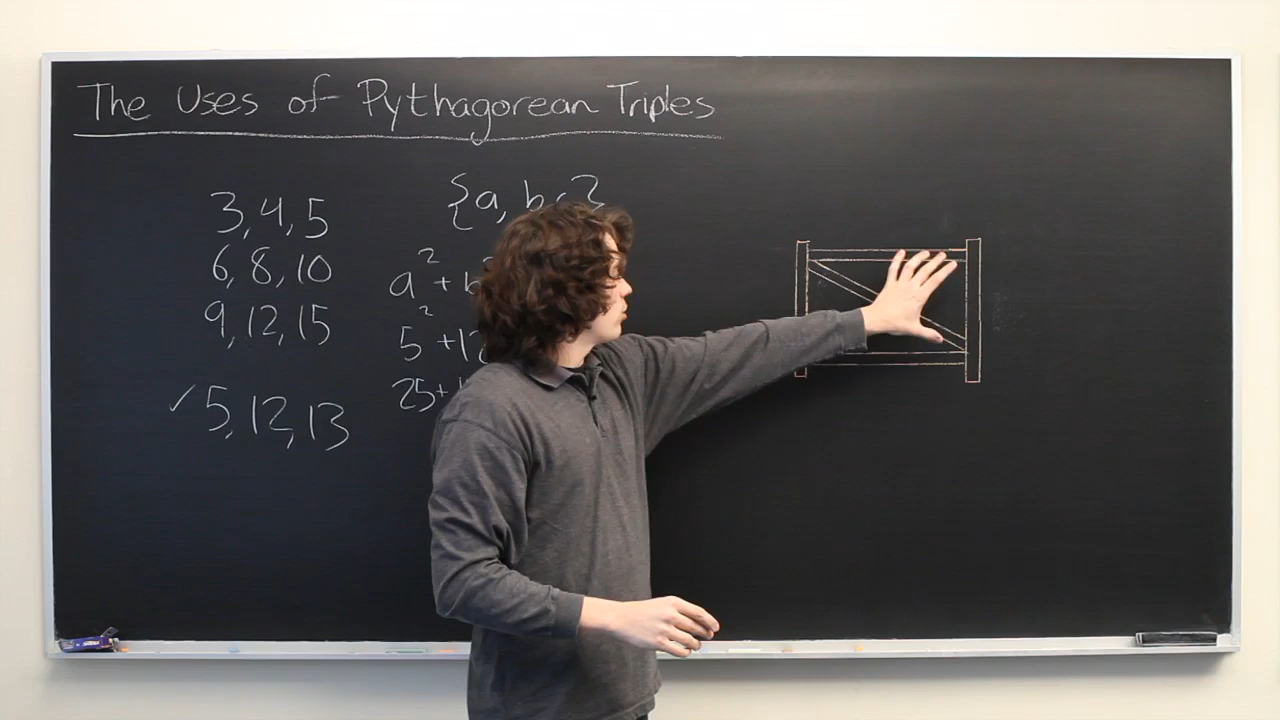 The Uses of Pythagorean Triples
{a, b, c}
3, 4, 5
6, 8, 10
a² + b
9, 12, 15
5² + 12
✓ 5, 12, 13
25 +